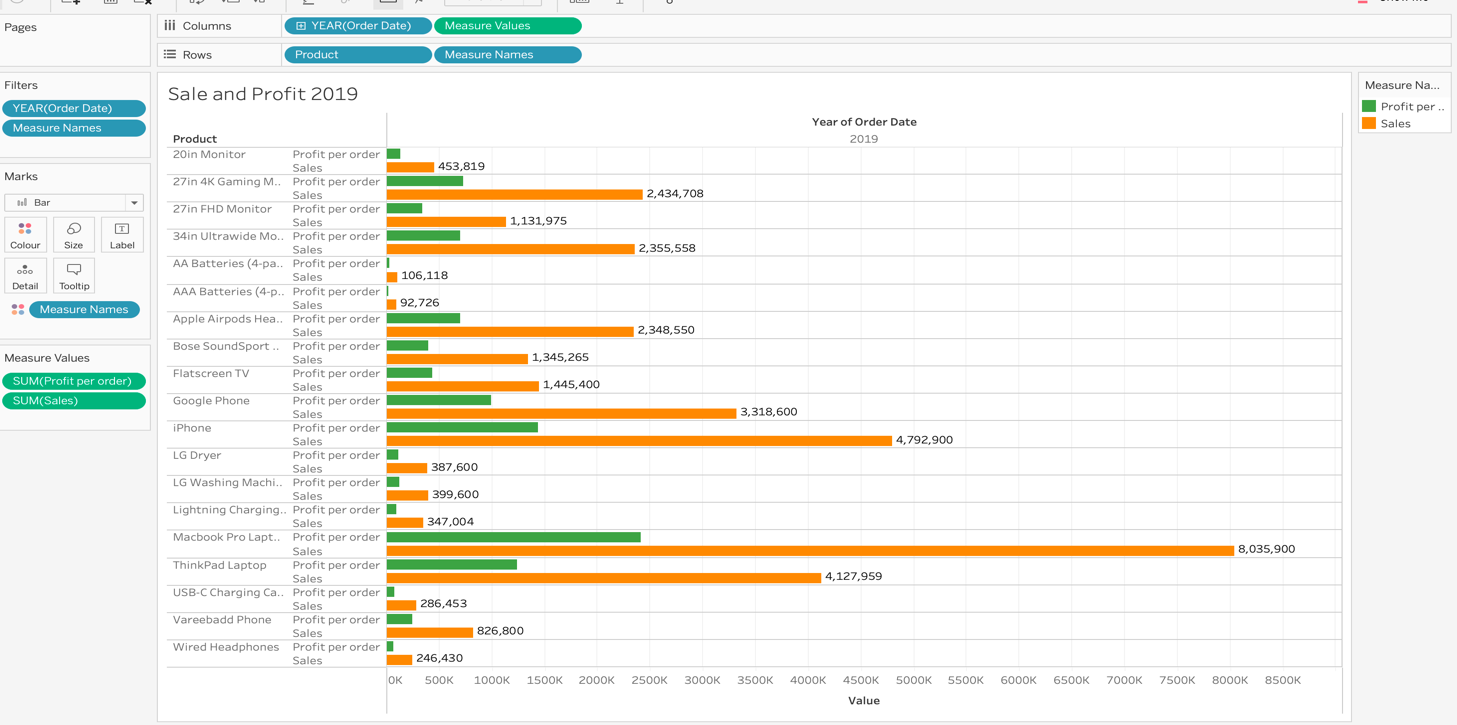 Pages
Columns
YEAR(Order Date)
Measure Values
Rows
Product
Measure Names
Filters
YEAR(Order Date)
Measure Names
Marks
Bar
Colour
Size
Label
Detail
Tooltip
Measure Names
Measure Values
SUM(Profit per order)
SUM(Sales)
Sale and Profit 2019
Year of Order Date
Product
2019
20in Monitor Profit per order
Sales 453,819
27in 4K Gaming M.. Profit per order
Sales 2,434,708
27in FHD Monitor Profit per order
Sales 1,131,975
34in Ultrawide Mo.. Profit per order
Sales 2,355,558
AA Batteries (4-pa.. Profit per order
Sales 106,118
AAA Batteries (4-p.. Profit per order
Sales 92,726
Apple Airpods Hea.. Profit per order
Sales 2,348,550
Bose SoundSport .. Profit per order
Sales 1,345,265
Flatscreen TV Profit per order
Sales 1,445,400
Google Phone Profit per order
Sales 3,318,600
iPhone Profit per order
Sales 4,792,900
LG Dryer Profit per order
Sales 387,600
LG Washing Machi.. Profit per order
Sales 399,600
Lightning Charging.. Profit per order
Sales 347,004
Macbook Pro Lapt.. Profit per order
Sales 8,035,900
ThinkPad Laptop Profit per order
Sales 4,127,959
USB-C Charging Ca.. Profit per order
Sales 286,453
Vareebadd Phone Profit per order
Sales 826,800
Wired Headphones Profit per order
Sales 246,430
0K 500K 1000K 1500K 2000K 2500K 3000K 3500K 4000K 4500K 5000K 5500K 6000K 6500K 7000K 7500K 8000K 8500K
Value
Measure Na...
Profit per ..
Sales